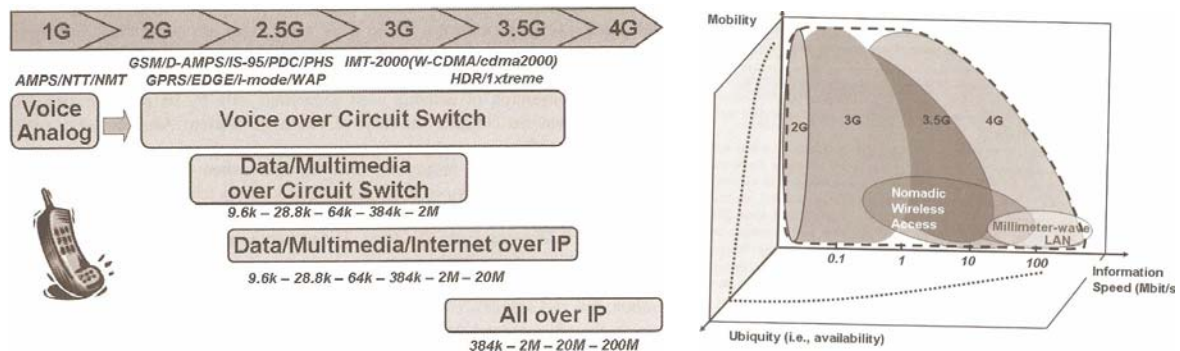 1G 2G 2.5G 3G 3.5G 4G
GSM/D-AMPS/IS-95/PDC/PHS IMT-2000(W-CDMA/cdma2000)
AMPS/NTT/NMT GPRS/EDGE/i-mode/WAP HDR/1xtreme
Voice
Analog
Voice over Circuit Switch
Data/Multimedia
over Circuit Switch
9.6k – 28.8k – 64k – 384k – 2M
Data/Multimedia/Internet over IP
9.6k – 28.8k – 64k – 384k – 2M – 20M
All over IP
384k – 2M – 20M – 200M
Mobility
2G 3G 3.5G 4G
Nomadic
Wireless
Access
Millimeter-wave
LAN
0.1 1 10 100
Information
Speed (Mbit/s
Ubiquity (i.e., availability)